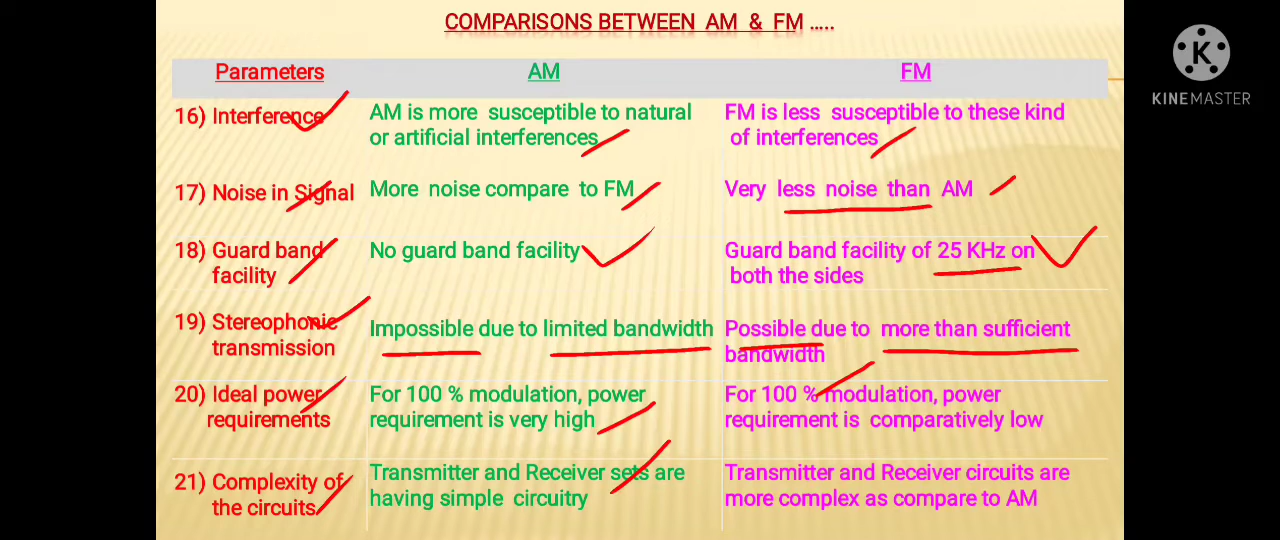 COMPARISONS BETWEEN AM & FM .....
KINEMASTER
Parameters AM FM
16) Interference AM is more susceptible to natural FM is less susceptible to these kind
or artificial interferences of interferences
17) Noise in Signal More noise compare to FM Very less noise than AM
18) Guard band No guard band facility Guard band facility of 25 KHz on
facility both the sides
19) Stereophonic Impossible due to limited bandwidth Possible due to more than sufficient
transmission bandwidth
20) Ideal power For 100 % modulation, power For 100 % modulation, power
requirements requirement is very high requirement is comparatively low
21) Complexity of Transmitter and Receiver sets are Transmitter and Receiver circuits are
the circuits having simple circuitry more complex as compare to AM